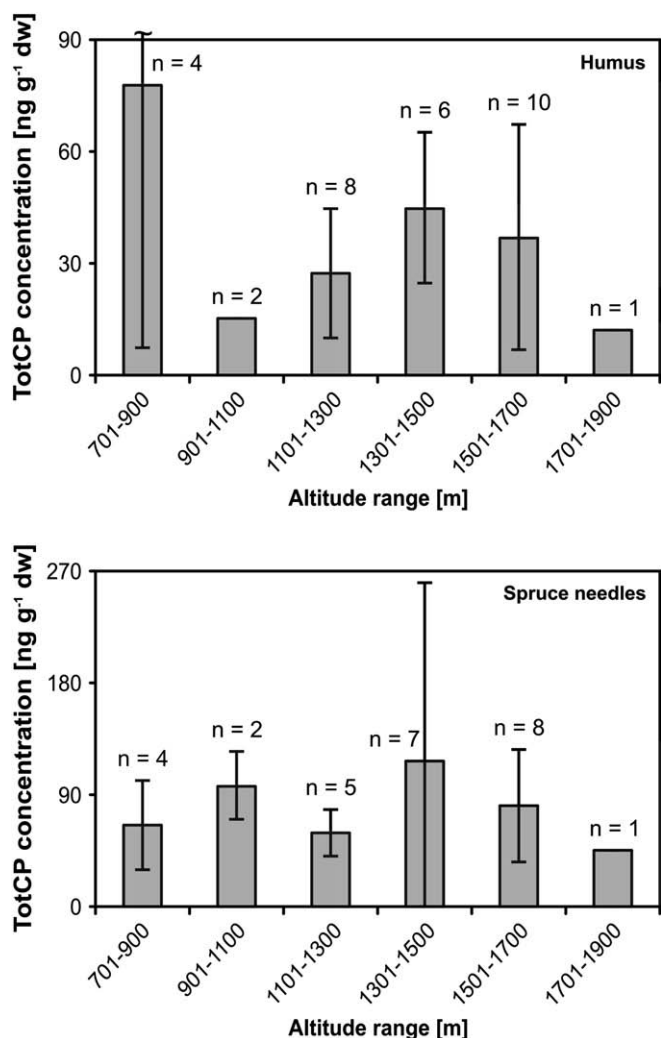 TotCP concentration [ng g⁻¹ dw]
90
60
30
0
Humus
n = 4
n = 2
n = 8
n = 6
n = 10
n = 1
701-900
901-1100
1101-1300
1301-1500
1501-1700
1701-1900
Altitude range [m]
TotCP concentration [ng g⁻¹ dw]
270
180
90
0
Spruce needles
n = 4
n = 2
n = 5
n = 7
n = 8
n = 1
701-900
901-1100
1101-1300
1301-1500
1501-1700
1701-1900
Altitude range [m]